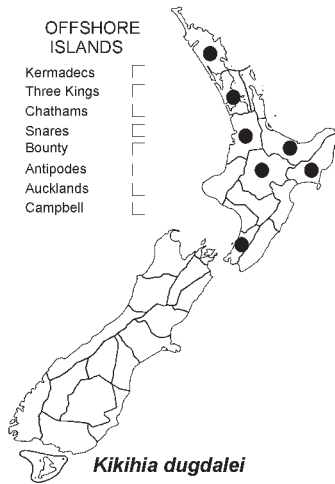 OFFSHORE
ISLANDS
Kermadecs
Three Kings
Chathams
Snares
Bounty
Antipodes
Aucklands
Campbell
Kikihia dugdalei